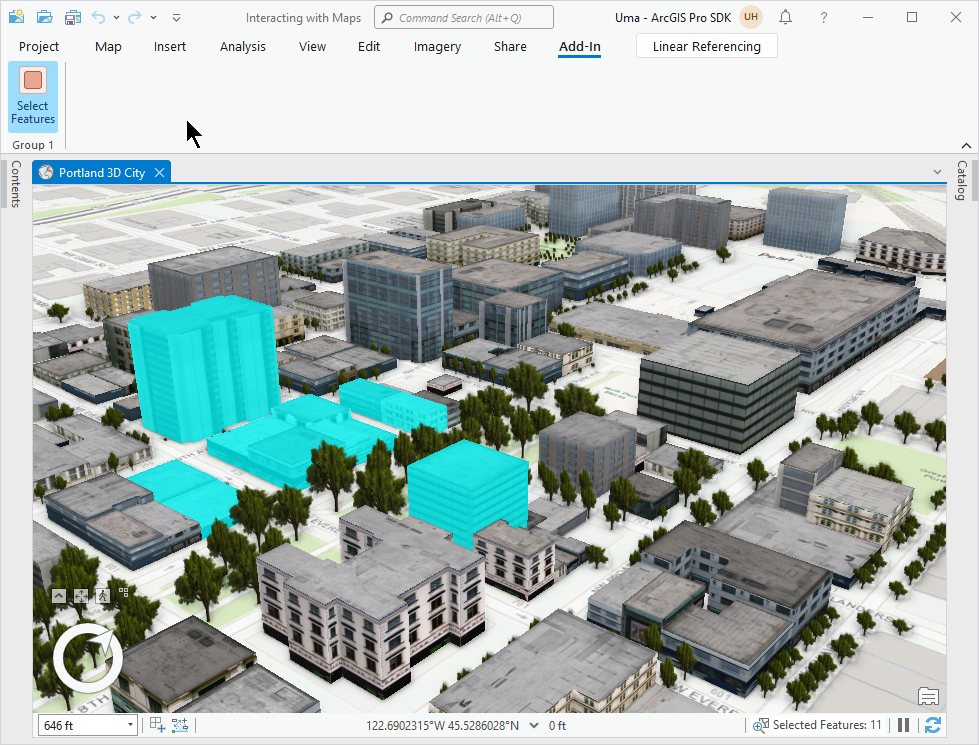 Interacting with Maps
Command Search (Alt+Q)
Uma - ArcGIS Pro SDK
UH
?
Project
Map
Insert
Analysis
View
Edit
Imagery
Share
Add-In
Linear Referencing
Select
Features
Group 1
Contents
Portland 3D City
Catalog
646 ft
122.6902315°W 45.5286028°N
0 ft
Selected Features: 11